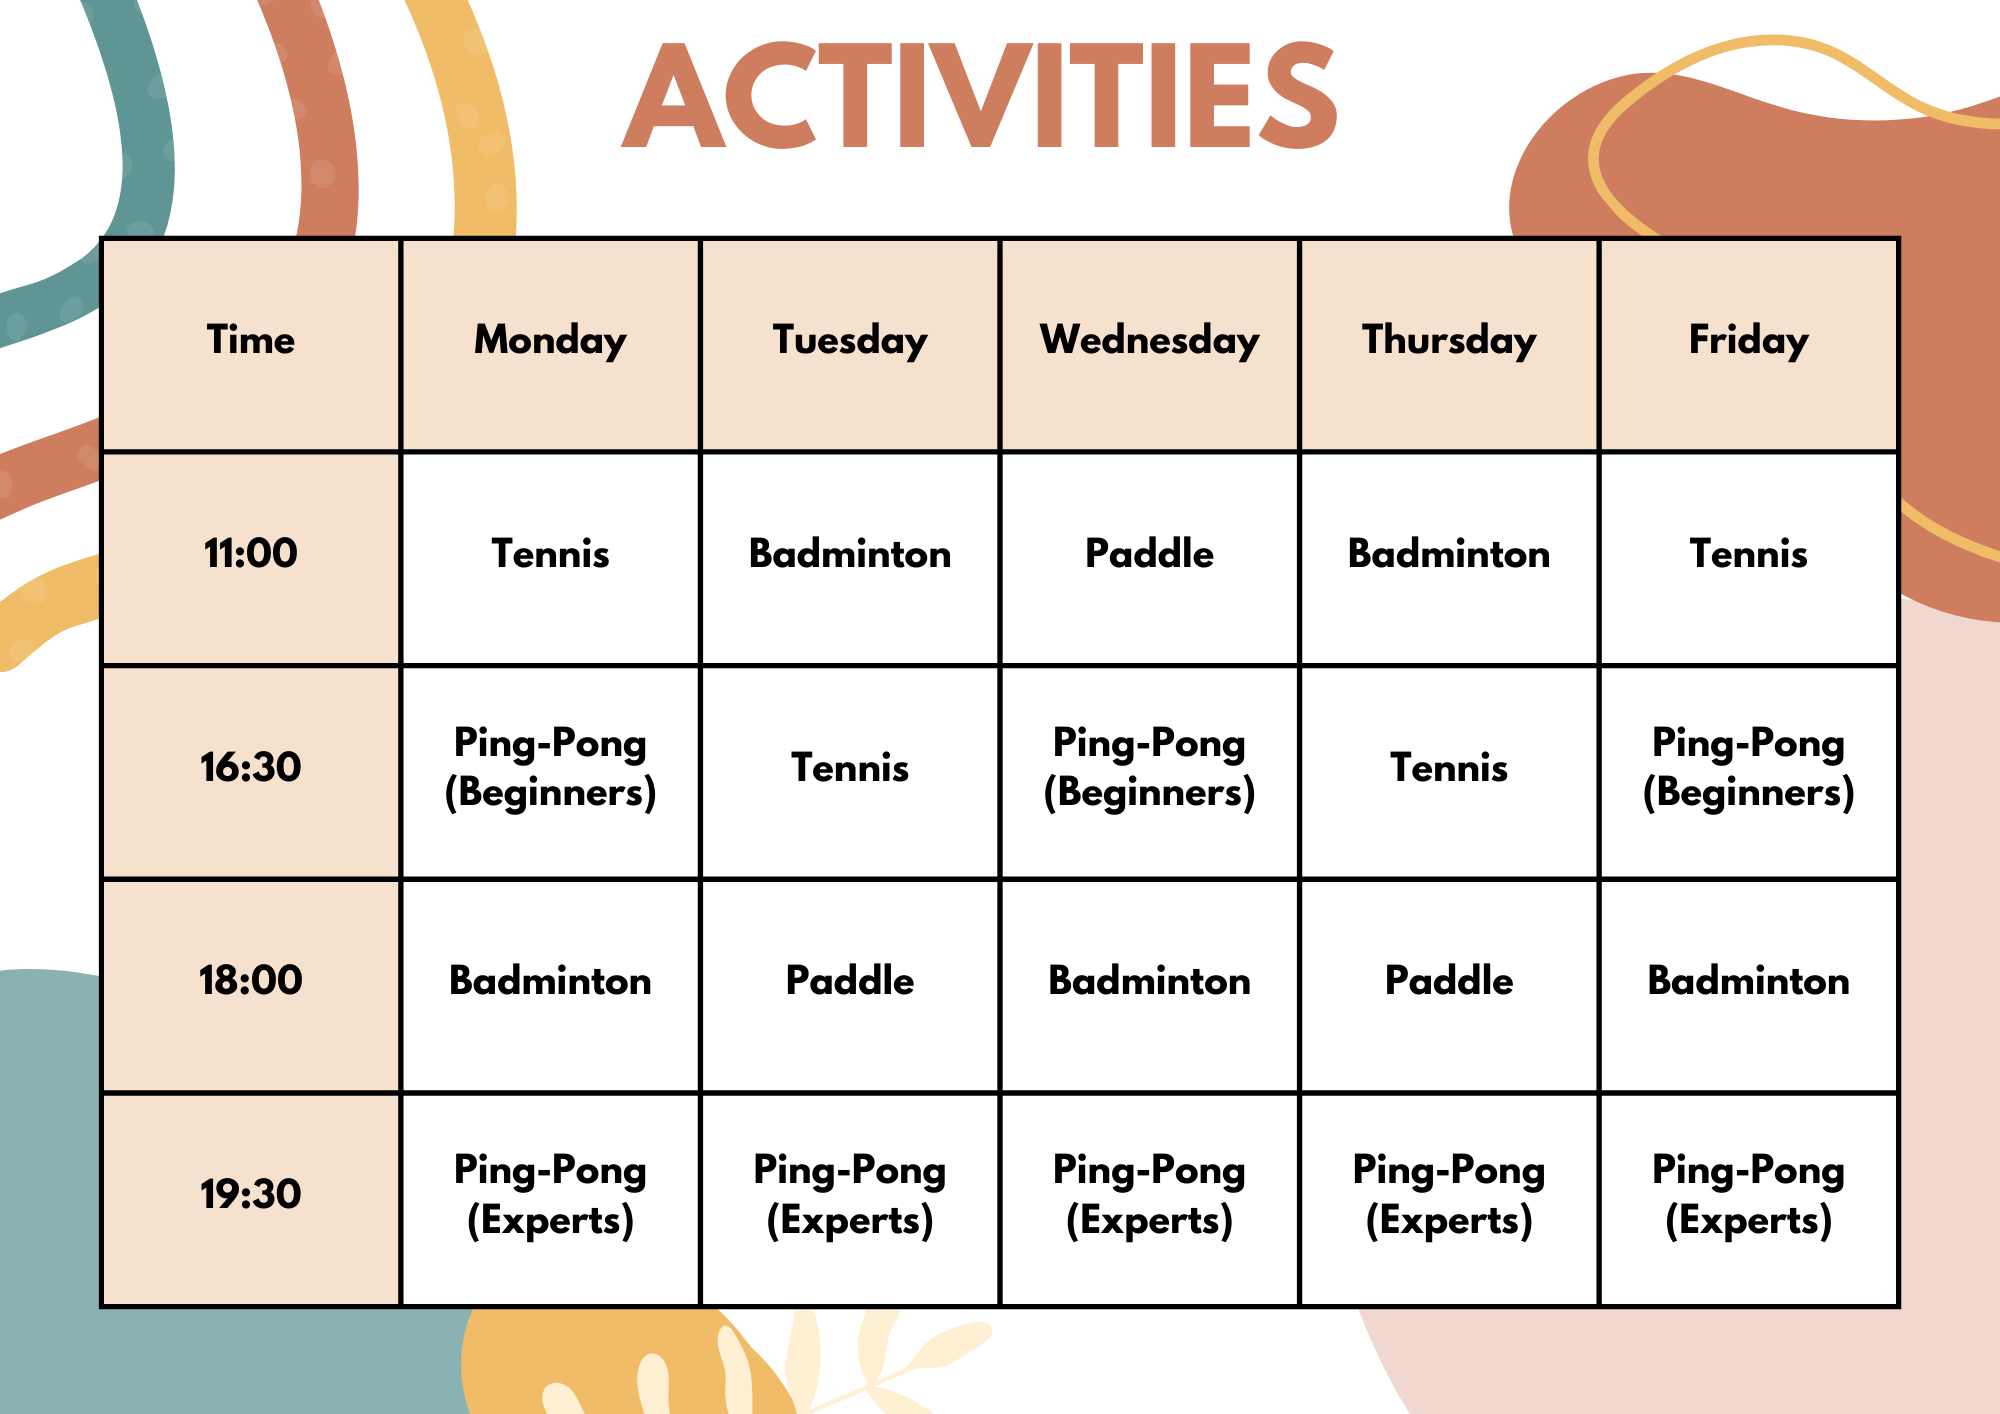 ACTIVITIES
Time Monday Tuesday Wednesday Thursday Friday
11:00 Tennis Badminton Paddle Badminton Tennis
16:30 Ping-Pong (Beginners) Tennis Ping-Pong (Beginners) Tennis Ping-Pong (Beginners)
18:00 Badminton Paddle Badminton Paddle Badminton
19:30 Ping-Pong (Experts) Ping-Pong (Experts) Ping-Pong (Experts) Ping-Pong (Experts) Ping-Pong (Experts)